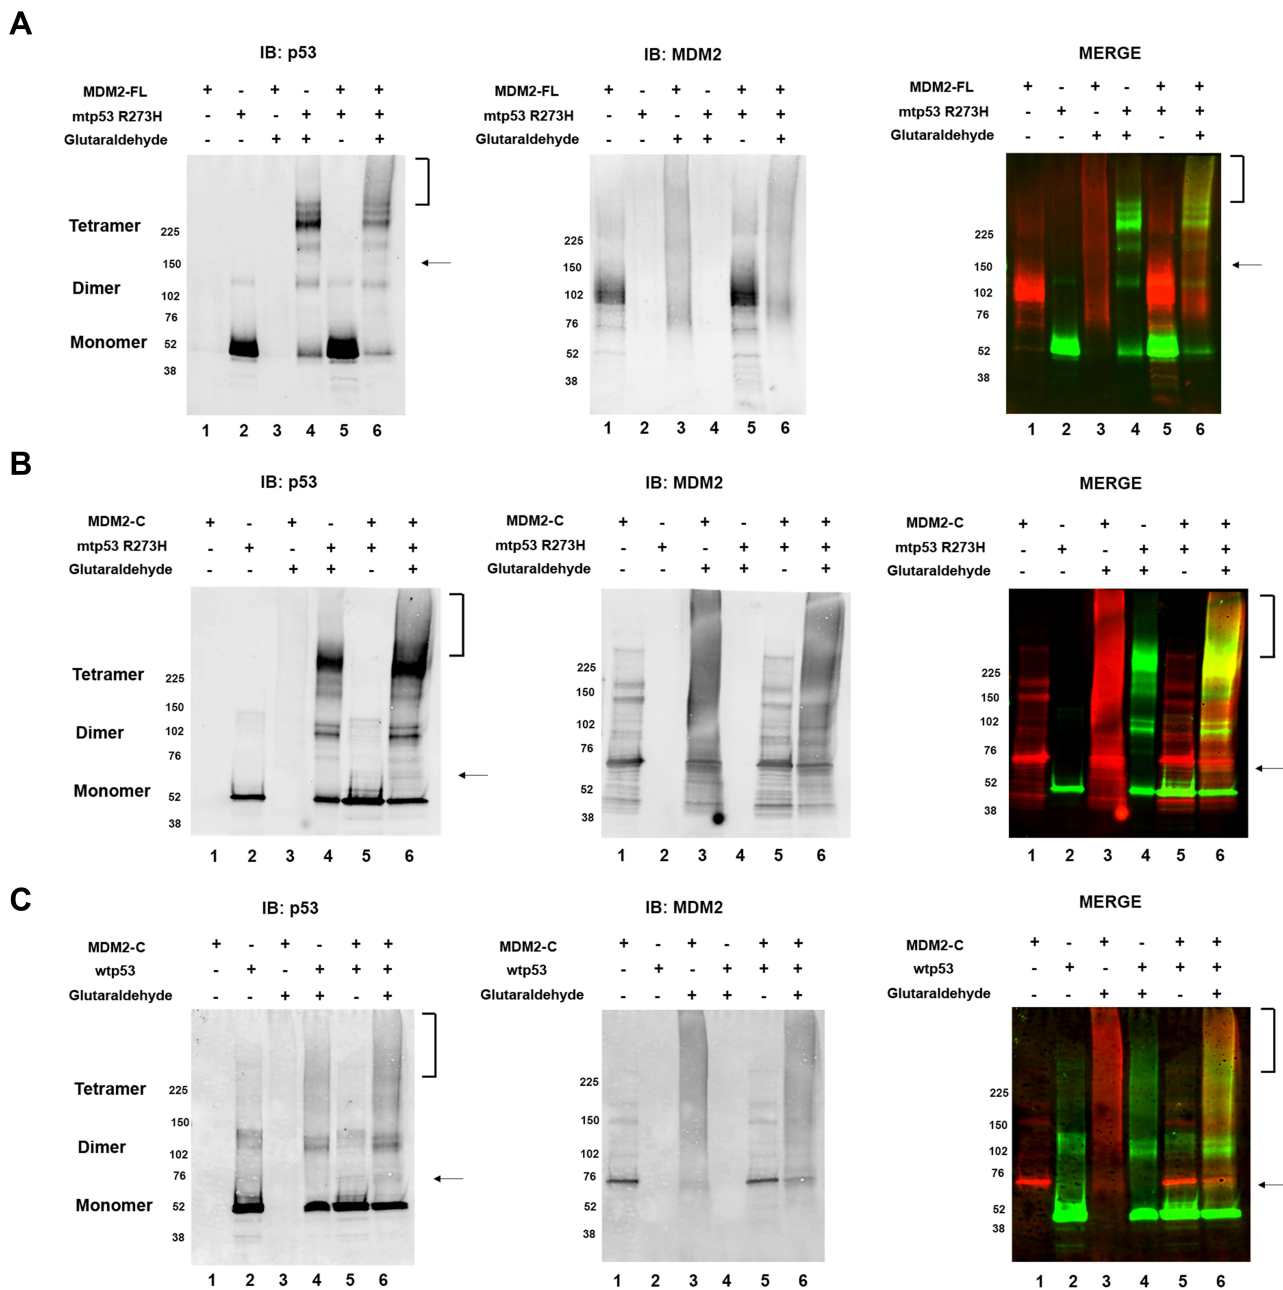 A
IB: p53
IB: MDM2
MERGE
MDM2-FL + - + - + +
MDM2-FL + - + - + +
MDM2-FL + - + - + +
mtp53 R273H - + - + + +
mtp53 R273H - + - + + +
mtp53 R273H - + - + + +
Glutaraldehyde - - + + - +
Glutaraldehyde - - + + - +
Glutaraldehyde - - + + - +
Tetramer
Dimer
Monomer
225
150
102
76
52
38
225
150
102
76
52
38
225
150
102
76
52
38
1 2 3 4 5 6
1 2 3 4 5 6
1 2 3 4 5 6
B
IB: p53
IB: MDM2
MERGE
MDM2-C + - + - + +
MDM2-C + - + - + +
MDM2-C + - + - + +
mtp53 R273H - + - + + +
mtp53 R273H - + - + + +
mtp53 R273H - + - + + +
Glutaraldehyde - - + + - +
Glutaraldehyde - - + + - +
Glutaraldehyde - - + + - +
Tetramer
Dimer
Monomer
225
150
102
76
52
38
225
150
102
76
52
38
225
150
102
76
52
38
1 2 3 4 5 6
1 2 3 4 5 6
1 2 3 4 5 6
C
IB: p53
IB: MDM2
MERGE
MDM2-C + - + - + +
MDM2-C + - + - + +
MDM2-C + - + - + +
wtp53 - + - + + +
wtp53 - + - + + +
wtp53 - + - + + +
Glutaraldehyde - - + + - +
Glutaraldehyde - - + + - +
Glutaraldehyde - - + + - +
Tetramer
Dimer
Monomer
225
150
102
76
52
38
225
150
102
76
52
38
225
150
102
76
52
38
1 2 3 4 5 6
1 2 3 4 5 6
1 2 3 4 5 6